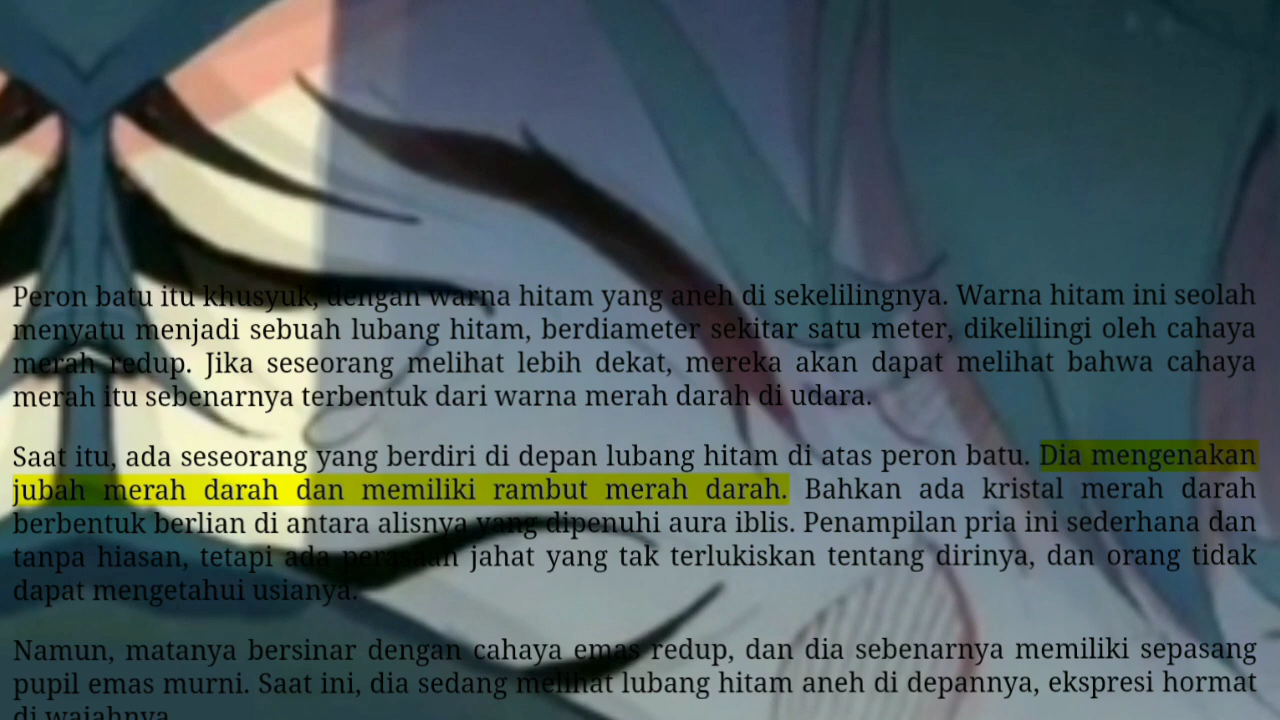 Peron batu itu khusyuk, dengan warna hitam yang aneh di sekelilingnya. Warna hitam ini seolah
menyatu menjadi sebuah lubang hitam, berdiameter sekitar satu meter, dikelilingi oleh cahaya
merah redup. Jika seseorang melihat lebih dekat, mereka akan dapat melihat bahwa cahaya
merah itu sebenarnya terbentuk dari warna merah darah di udara.
Saat itu, ada seseorang yang berdiri di depan lubang hitam di atas peron batu. Dia mengenakan
jubah merah darah dan memiliki rambut merah darah. Bahkan ada kristal merah darah
berbentuk berlian di antara alisnya yang dipenuhi aura iblis. Penampilan pria ini sederhana dan
tanpa hiasan, tetapi ada perasaan jahat yang tak terlukiskan tentang dirinya, dan orang tidak
dapat mengetahui usianya.
Namun, matanya bersinar dengan cahaya emas redup, dan dia sebenarnya memiliki sepasang
pupil emas murni. Saat ini, dia sedang melihat lubang hitam aneh di depannya, ekspresi hormat
di wajahnya.